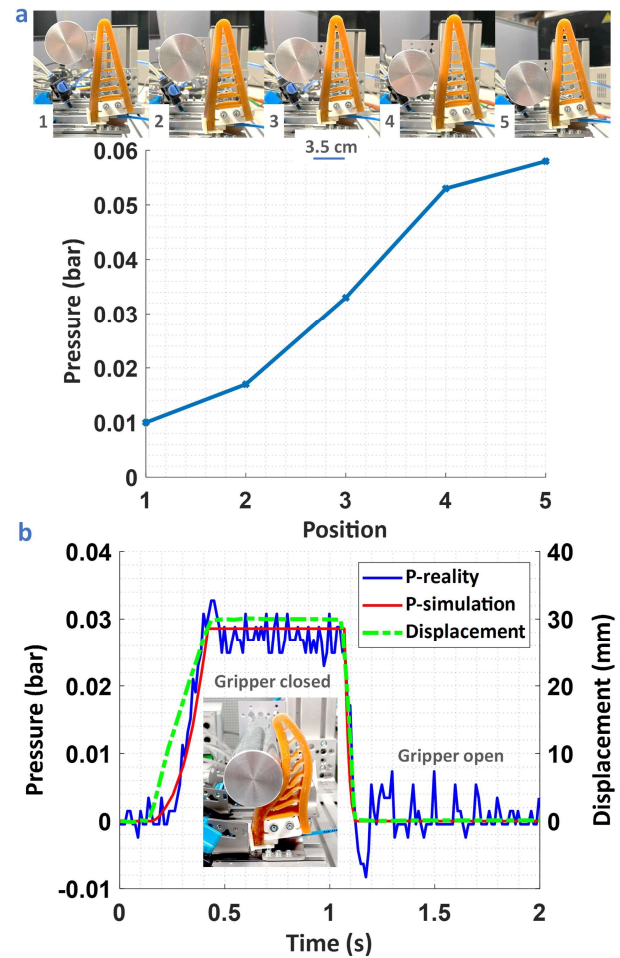 a
1 2 3 4 5
3.5 cm
0.06
0.05
0.04
0.03
0.02
0.01
0
Pressure (bar)
1 2 3 4 5
Position
b
0.04
0.03
0.02
0.01
0
-0.01
Pressure (bar)
P-reality
P-simulation
Displacement
Gripper closed
Gripper open
40
30
20
10
0
Displacement (mm)
0 0.5 1 1.5 2
Time (s)